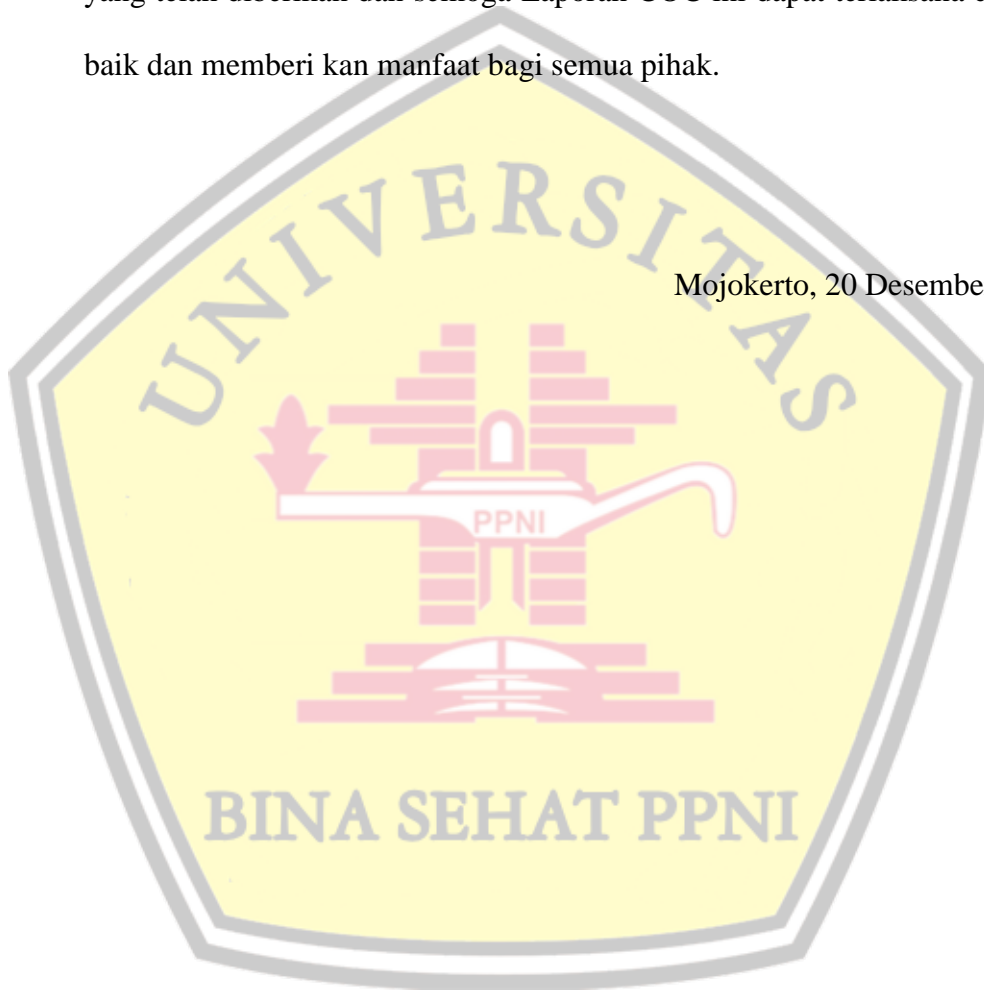 baik dan memberi kan manfaat bagi semua pihak.
UNIVERSITAS
Mojokerto, 20 Desembe
PPNI
BINA SEHAT PPNI